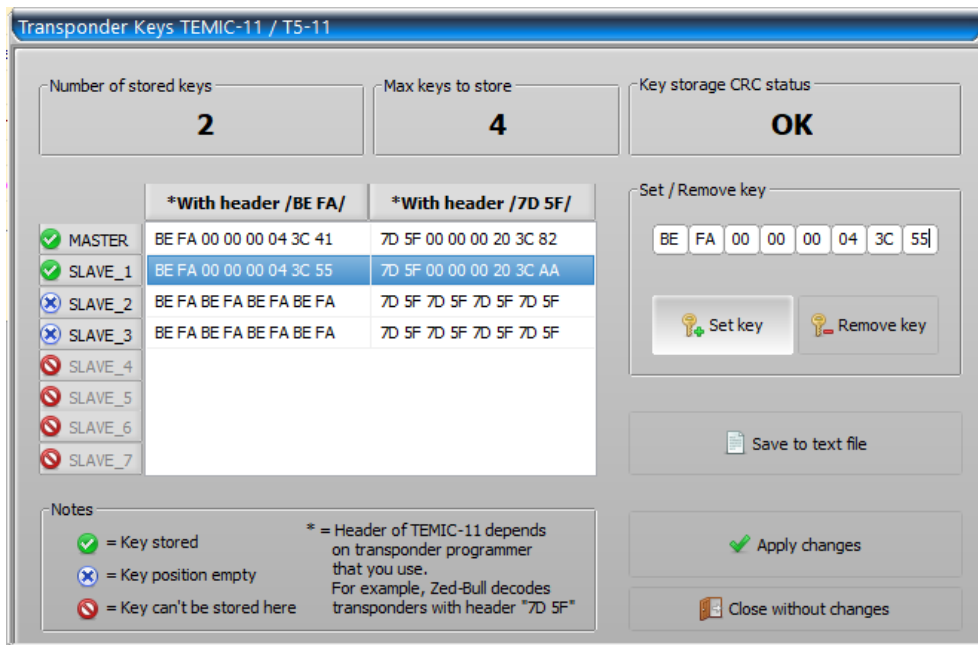 Transponder Keys TEMIC-11 / T5-11
Number of stored keys
2
Max keys to store
4
Key storage CRC status
OK
*With header /BE FA/ *With header /7D 5F/
MASTER BE FA 00 00 00 04 3C 41 7D 5F 00 00 00 20 3C 82
SLAVE_1 BE FA 00 00 00 04 3C 55 7D 5F 00 00 00 20 3C AA
SLAVE_2 BE FA BE FA BE FA BE FA 7D 5F 7D 5F 7D 5F 7D 5F
SLAVE_3 BE FA BE FA BE FA BE FA 7D 5F 7D 5F 7D 5F 7D 5F
SLAVE_4
SLAVE_5
SLAVE_6
SLAVE_7
Set / Remove key
BE FA 00 00 00 04 3C 55
Set key
Remove key
Save to text file
Notes
= Key stored
= Key position empty
= Key can't be stored here
* = Header of TEMIC-11 depends
on transponder programmer
that you use.
For example, Zed-Bull decodes
transponders with header "7D 5F"
Apply changes
Close without changes